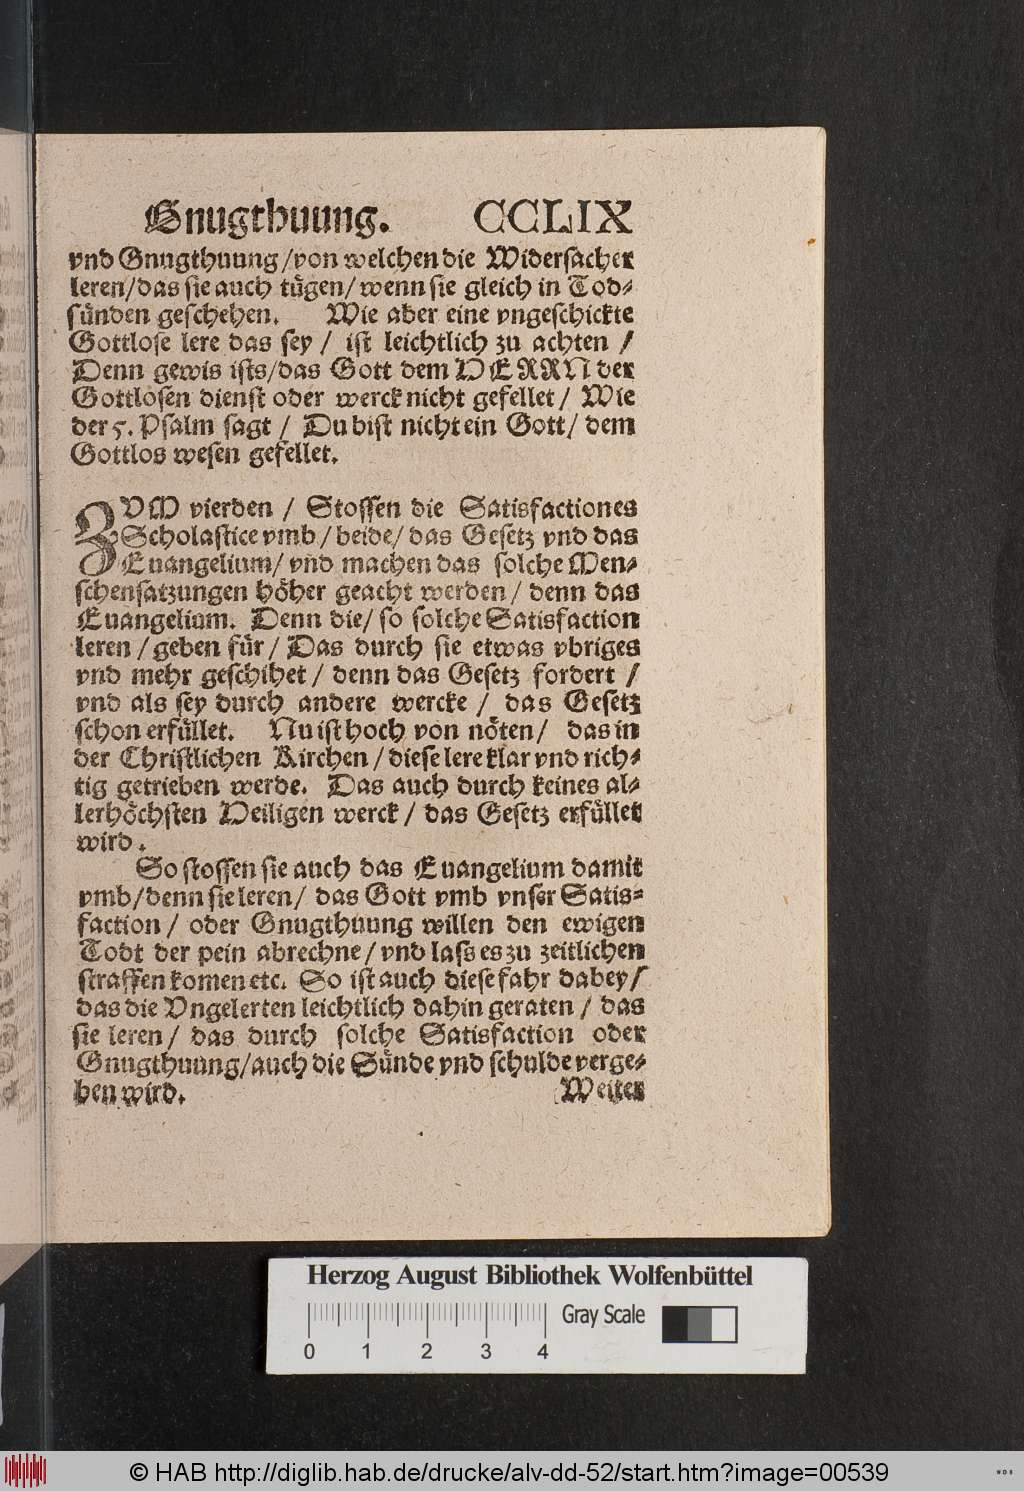 Gnugthuung. CCLIX
vnd Gnugthuung/von welchen die Widersacher
leren/das sie auch tügen/wenn sie gleich in Tod-
sünden geschehen. Wie aber eine vngeschickte
Gottlose lere das sey / ist leichtlich zu achten /
Denn gewis ists/das Gott dem HERRN der
Gottlosen dienst oder werck nicht gefellet / Wie
der 5. Psalm sagt / Du bist nicht ein Gott/ dem
Gottlos wesen gefellet.
ZVM vierden / Stossen die Satisfactiones
Scholastice vmb/beide/das Gesetz vnd das
Euangelium/vnd machen das solche Men-
schensatzungen höher geacht werden/ denn das
Euangelium. Denn die/ so solche Satisfaction
leren / geben für / Das durch sie etwas vbriges
vnd mehr geschihet / denn das Gesetz fordert /
vnd als sey durch andere wercke / das Gesetz
schon erfüllet. Nu ist hoch von nöten/ das in
der Christlichen Kirchen / diese lere klar vnd rich-
tig getrieben werde. Das auch durch keines al-
lerhöchsten Heiligen werck / das Gesetz erfüllet
wird.
So stossen sie auch das Euangelium damit
vmb/denn sie leren/ das Gott vmb vnser Satis-
faction / oder Gnugthuung willen den ewigen
Todt der pein abrechne/vnd lass es zu zeitlichen
straffen komen etc. So ist auch diese fahr dabey/
das die Vngelerten leichtlich dahin geraten / das
sie leren/ das durch solche Satisfaction oder
Gnugthuung/auch die Sünde vnd schulde verge-
ben wird. Weiter
Herzog August Bibliothek Wolfenbüttel
Gray Scale
0 1 2 3 4
© HAB http://diglib.hab.de/drucke/alv-dd-52/start.htm?image=00539